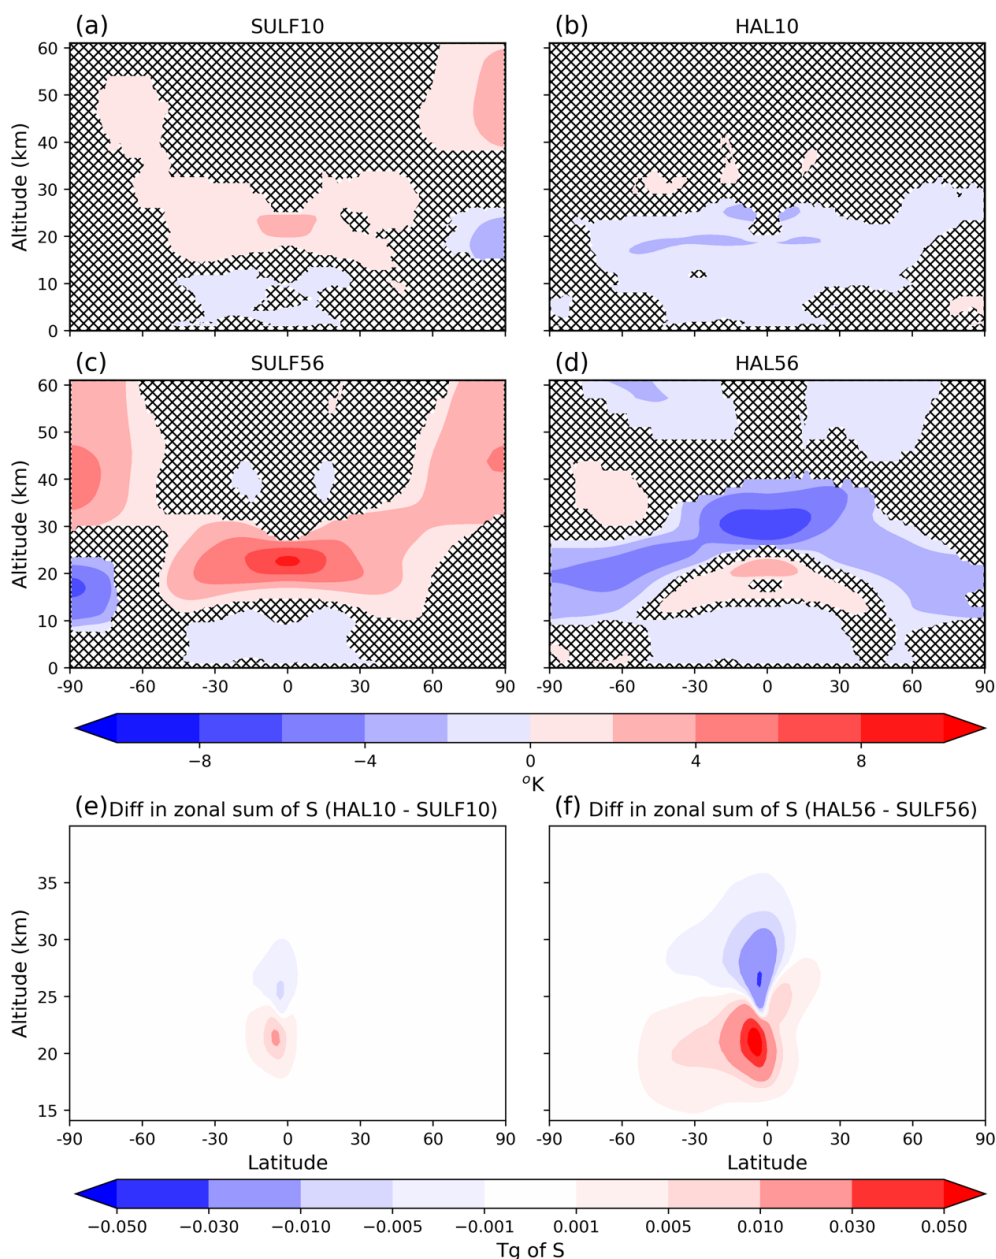 (a) SULF10
(b) HAL10
Altitude (km)
60
50
40
30
20
10
0
(c) SULF56
(d) HAL56
Altitude (km)
60
50
40
30
20
10
0
-90 -60 -30 0 30 60 90
-90 -60 -30 0 30 60 90
−8 −4 0 4 8
°K
(e) Diff in zonal sum of S (HAL10 - SULF10)
(f) Diff in zonal sum of S (HAL56 - SULF56)
Altitude (km)
35
30
25
20
15
-90 -60 -30 0 30 60 90
-90 -60 -30 0 30 60 90
Latitude
Latitude
−0.050 −0.030 −0.010 −0.005 −0.001 0.001 0.005 0.010 0.030 0.050
Tg of S